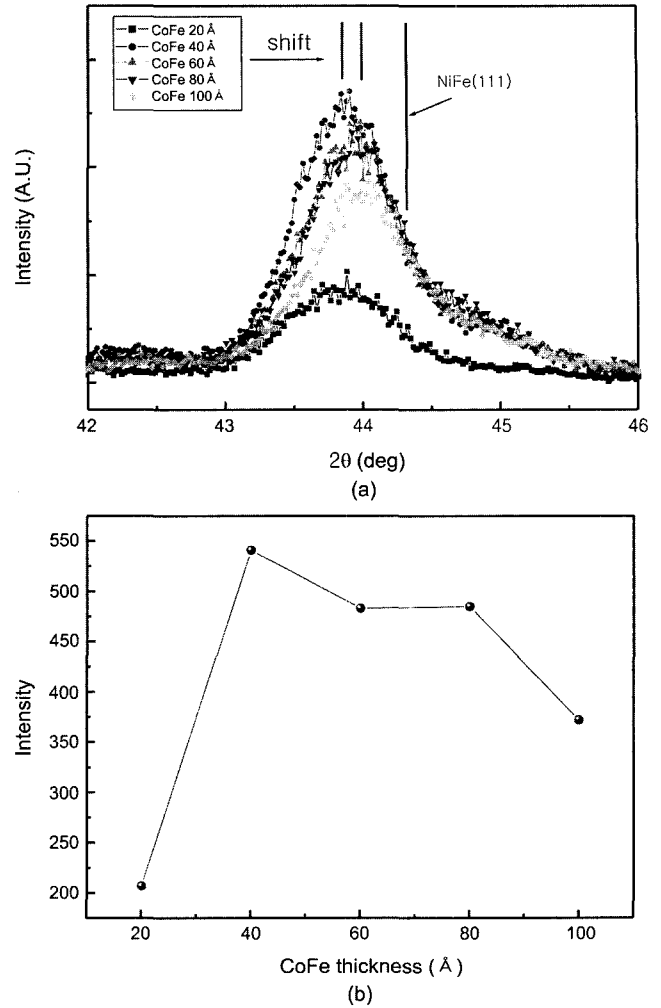 CoFe 20 Å
CoFe 40 Å
CoFe 60 Å
CoFe 80 Å
CoFe 100 Å
shift
NiFe(111)
Intensity (A.U.)
42 43 44 45 46
2θ (deg)
(a)
550
500
450
400
350
300
250
200
Intensity
20 40 60 80 100
CoFe thickness ( Å )
(b)